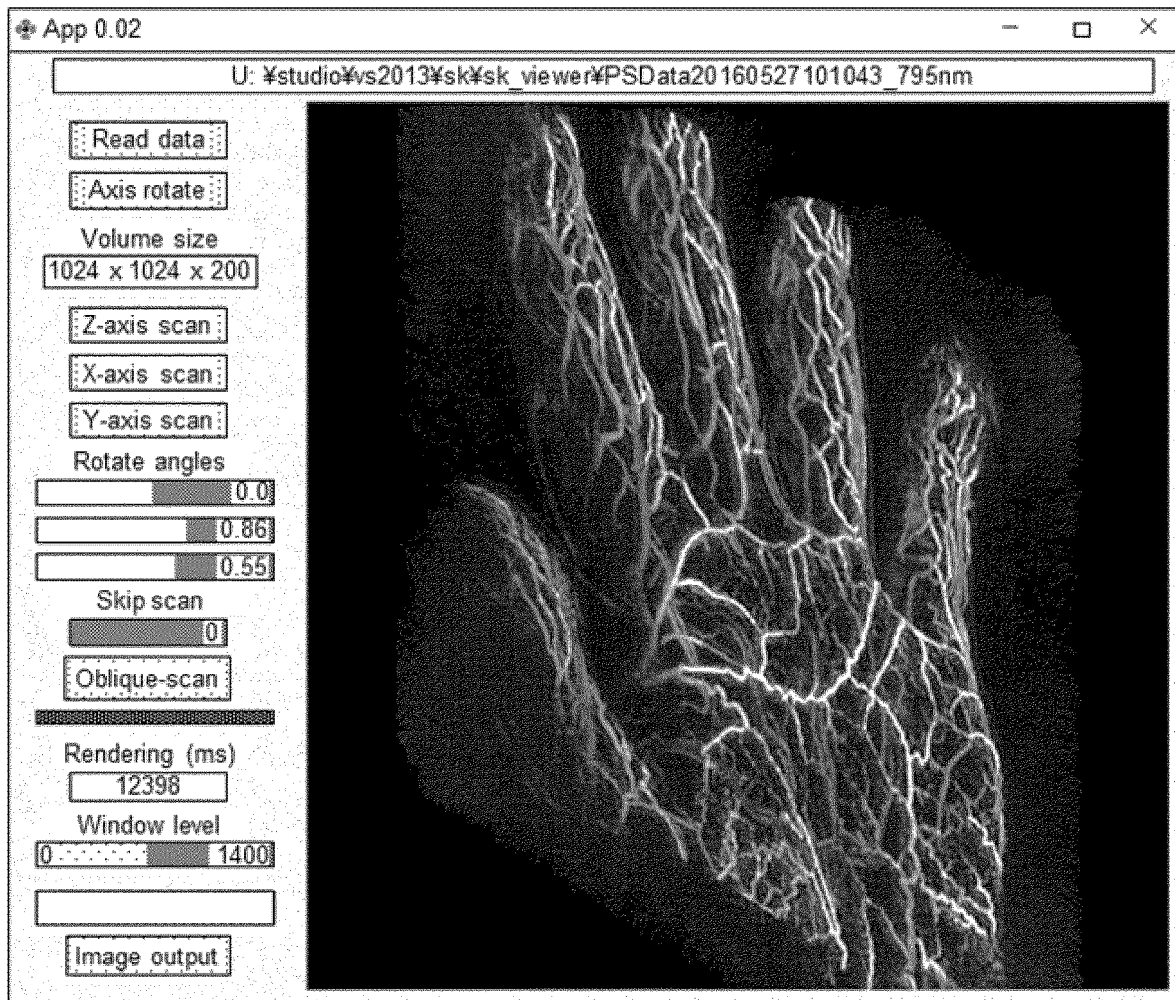 App 0.02
U: ¥studio¥vs2013¥sk¥sk_viewer¥PSData20160527101043_795nm
Read data
Axis rotate
Volume size
1024 x 1024 x 200
Z-axis scan
X-axis scan
Y-axis scan
Rotate angles
0.0
0.86
0.55
Skip scan
0
Oblique-scan
Rendering (ms)
12398
Window level
0 1400
Image output